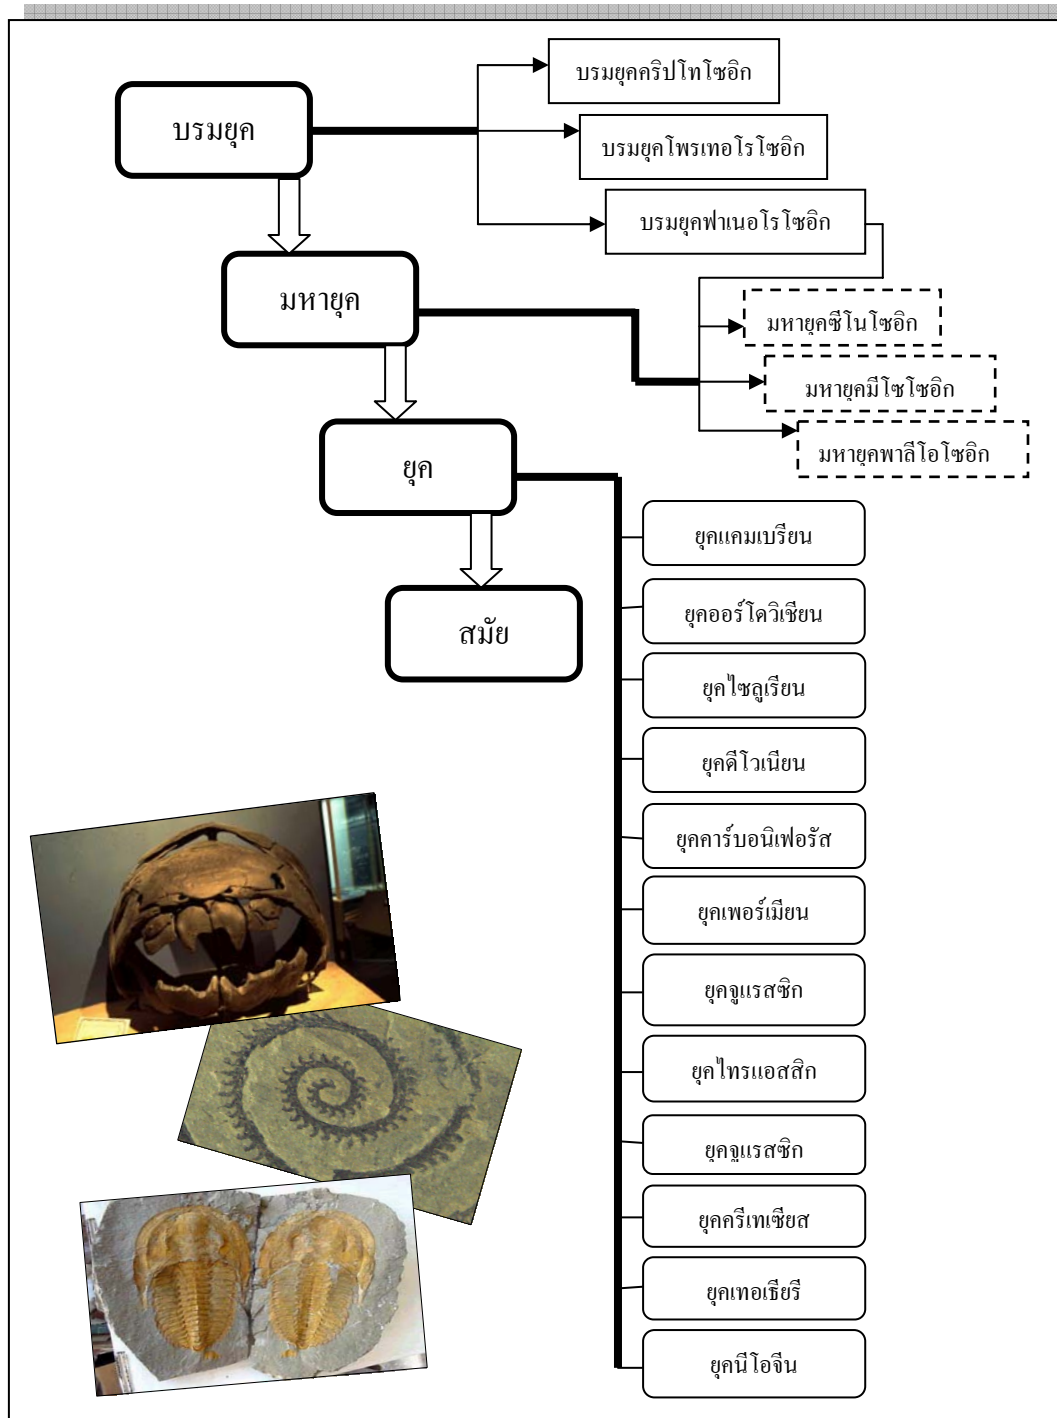 บรมยุค
บรมยุคคริปโทโซอิก
บรมยุคโพรเทอโรโซอิก
บรมยุคฟาเนอโรโซอิก
มหายุค
มหายุคซีโนโซอิก
มหายุคมีโซโซอิก
มหายุคพาลีโอโซอิก
ยุค
สมัย
ยุคแคมเบรียน
ยุคออร์โดวิเชียน
ยุคไซลูเรียน
ยุคดีโวเนียน
ยุคคาร์บอนิเฟอรัส
ยุคเพอร์เมียน
ยุคจูแรสซิก
ยุคไทรแอสสิก
ยุคจูแรสซิก
ยุคครีเทเซียส
ยุคเทอเธียรี
ยุคนีโอจีน